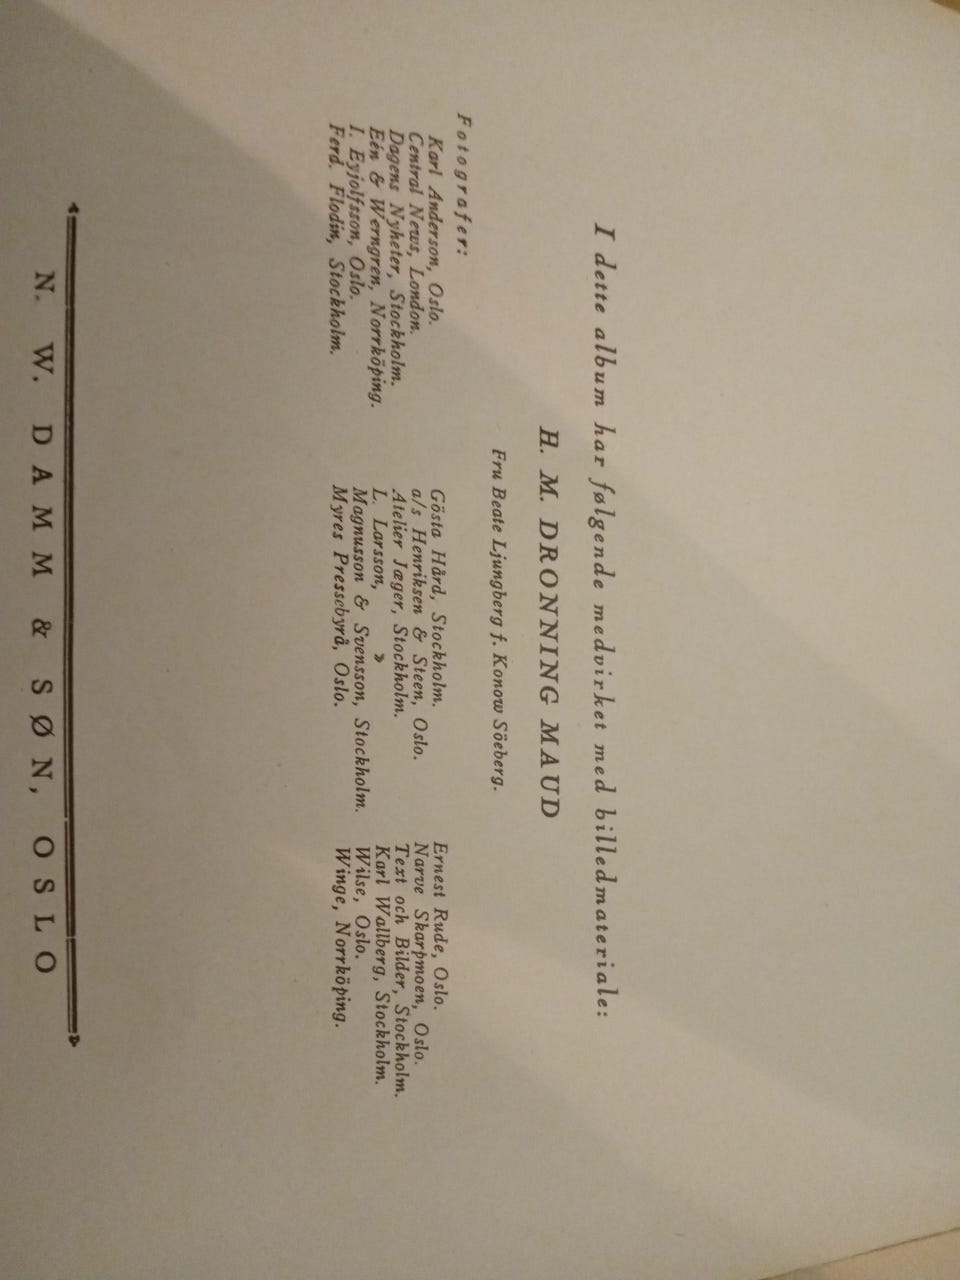 I dette album har følgende medvirket med billedmateriale:
H. M. DRONNING MAUD
Fru Beate Ljungberg f. Konow Söeberg.
Fotografer:
Karl Anderson, Oslo.
Central News, London.
Dagens Nyheter, Stockholm.
Eén & Werngren, Norrköping.
I. Eyjolfsson, Oslo.
Ferd. Flodin, Stockholm.
Gösta Hård, Stockholm.
a/s Henriksen & Steen, Oslo.
Atelier Jæger, Stockholm.
L. Larsson, »
Magnusson & Svensson, Stockholm.
Myres Pressebyrå, Oslo.
Ernest Rude, Oslo.
Narve Skarpmoen, Oslo.
Text och Bilder, Stockholm.
Karl Wallberg, Stockholm.
Wilse, Oslo.
Winge, Norrköping.
N. W. DAMM & SØN, OSLO